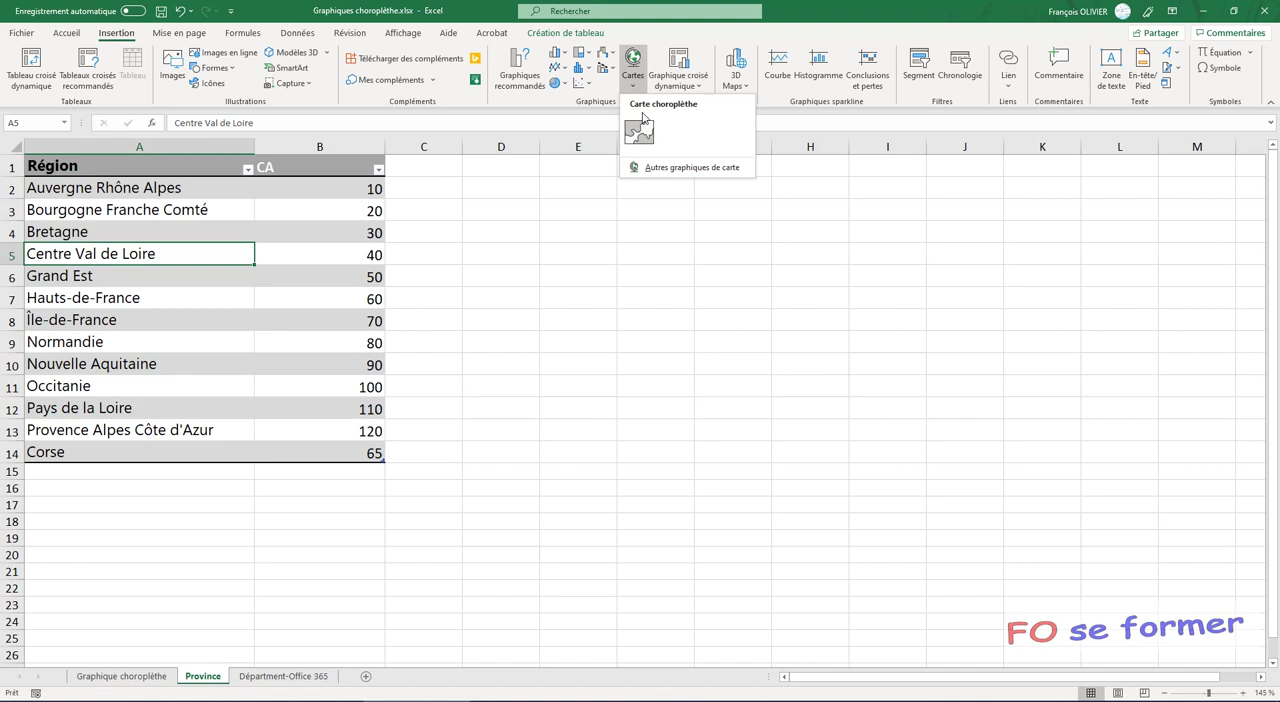 Enregistrement automatique
Graphiques choroplèthe.xlsx - Excel
Rechercher
François OLIVIER
Fichier Accueil Insertion Mise en page Formules Données Révision Affichage Aide Acrobat Création de tableau
Partager Commentaires
Tableau croisé dynamique
Tableaux croisés recommandés
Tableau
Tableaux
Images
Images en ligne
Formes
Icônes
Modèles 3D
SmartArt
Capture
Illustrations
Télécharger des compléments
Mes compléments
Compléments
Graphiques recommandés
Cartes
Graphique croisé dynamique
Graphiques
3D Maps
Courbe
Histogramme
Conclusions et pertes
Graphiques sparkline
Segment
Chronologie
Filtres
Lien
Liens
Commentaire
Commentaires
Zone de texte
En-tête/ Pied
Texte
Équation
Symbole
Symboles
Carte choroplèthe
Autres graphiques de carte
A5
fx
Centre Val de Loire
A B C D E H I J K L M
1 Région CA
2 Auvergne Rhône Alpes 10
3 Bourgogne Franche Comté 20
4 Bretagne 30
5 Centre Val de Loire 40
6 Grand Est 50
7 Hauts-de-France 60
8 Île-de-France 70
9 Normandie 80
10 Nouvelle Aquitaine 90
11 Occitanie 100
12 Pays de la Loire 110
13 Provence Alpes Côte d'Azur 120
14 Corse 65
15
16
17
18
19
20
21
22
23
24
25
26
FO se former
Graphique choroplèthe Province Départment-Office 365
Prêt
145 %